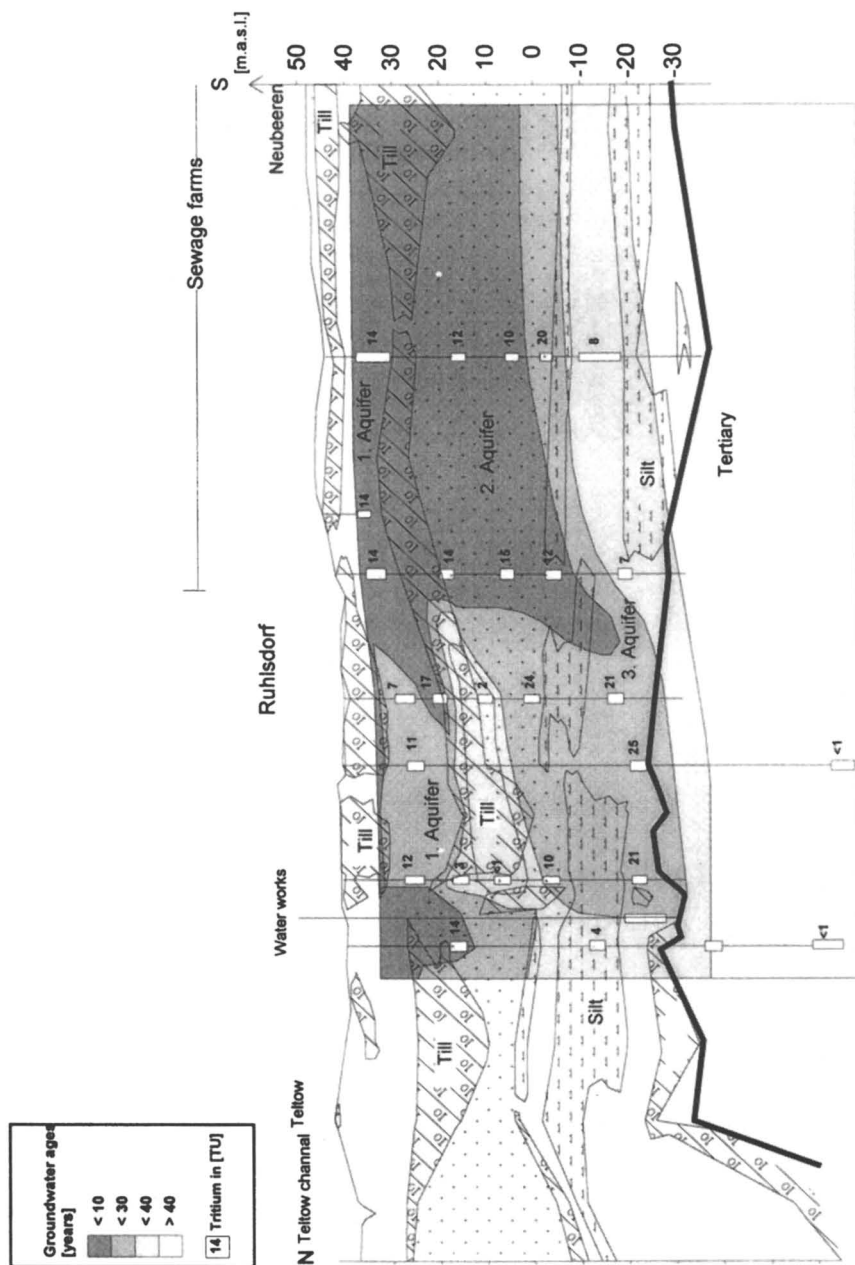 Groundwater ages
[years]
< 10
< 30
< 40
> 40
14 Tritium in [TU]
Sewage farms
Ruhlsdorf
N Teltow channal Teltow
Water works
Neubeeren
S
[m.a.s.l.]
50
40
30
20
10
0
-10
-20
-30
Till
Till
Till
Till
Till
1. Aquifer
1. Aquifer
2. Aquifer
3. Aquifer
Silt
Silt
Tertiary
14
4
<1
12
<1
10
21
11
25
<1
7
17
2
24
21
14
14
15
12
7
14
14
12
10
20
8